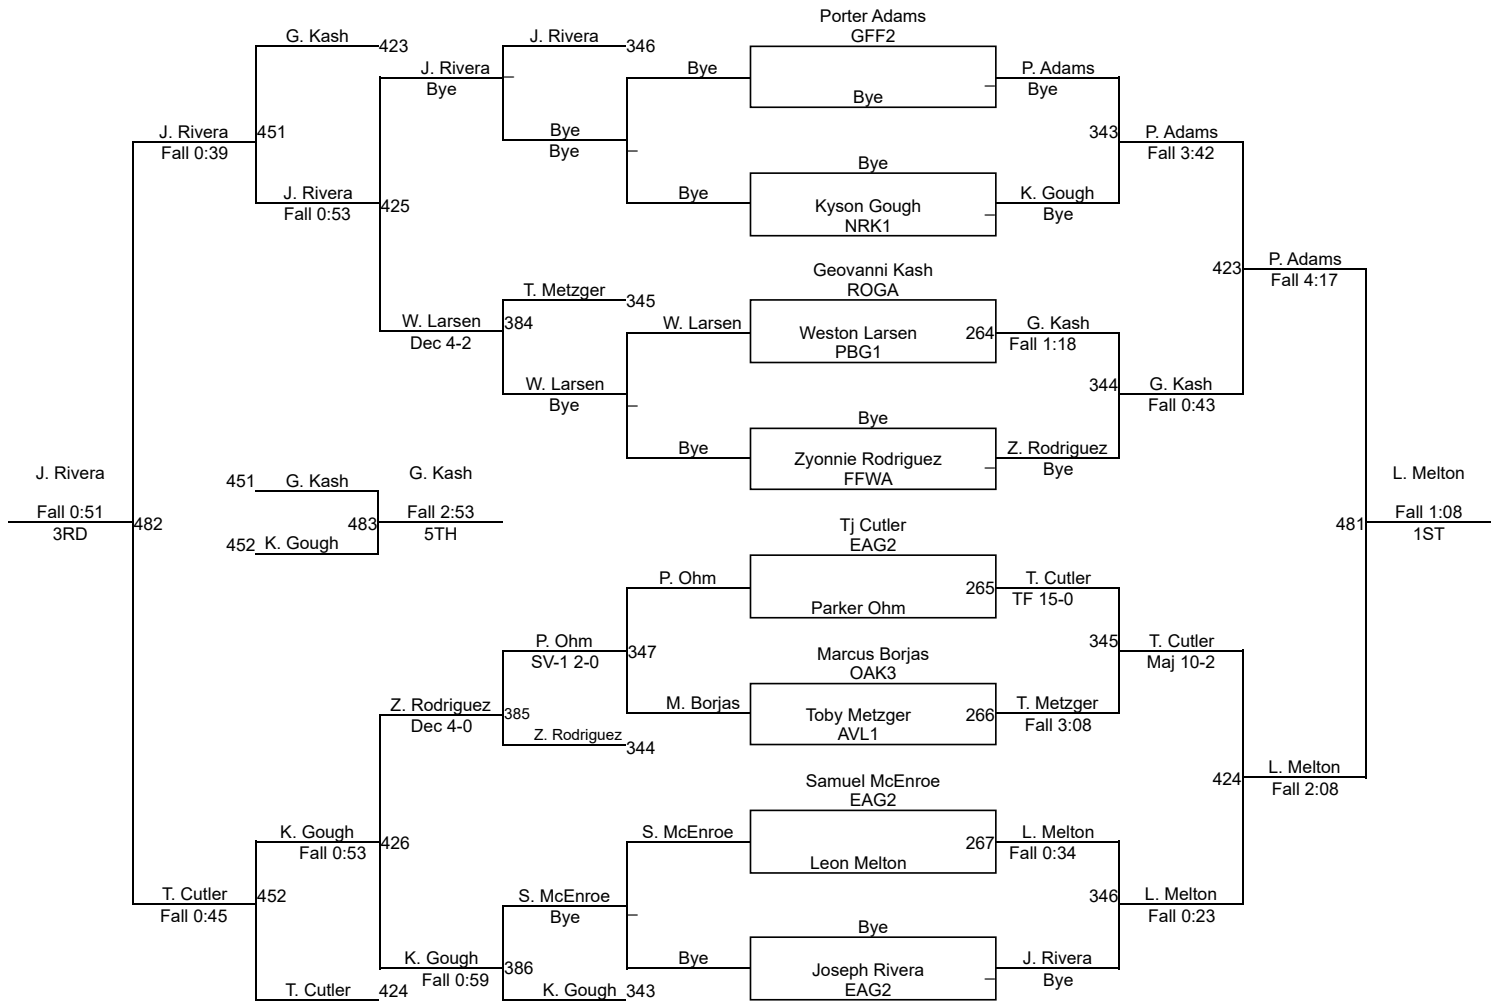 Porter Adams
GFF2
G. Kash
423
J. Rivera
346
J. Rivera
Bye
Bye
P. Adams
Bye
Bye
J. Rivera
451
Fall 0:39
Bye
Bye
343
P. Adams
Fall 3:42
Bye
J. Rivera
Fall 0:53
425
Bye
Kyson Gough
NRK1
K. Gough
Bye
Geovanni Kash
ROGA
423
P. Adams
Fall 4:17
T. Metzger
345
W. Larsen
384
Dec 4-2
W. Larsen
Weston Larsen
PBG1
264
G. Kash
Fall 1:18
W. Larsen
Bye
344
G. Kash
Fall 0:43
Bye
Bye
Zyonnie Rodriguez
FFWA
Z. Rodriguez
Bye
J. Rivera
Fall 0:51
3RD
482
451
G. Kash
G. Kash
483
Fall 2:53
5TH
452
K. Gough
L. Melton
481
Fall 1:08
1ST
Tj Cutler
EAG2
P. Ohm
265
T. Cutler
TF 15-0
Parker Ohm
P. Ohm
SV-1 2-0
347
345
T. Cutler
Maj 10-2
Marcus Borjas
OAK3
Z. Rodriguez
385
Dec 4-0
M. Borjas
Toby Metzger
AVL1
266
T. Metzger
Fall 3:08
Z. Rodriguez
344
Samuel McEnroe
EAG2
424
L. Melton
Fall 2:08
K. Gough
Fall 0:53
426
S. McEnroe
267
L. Melton
Fall 0:34
Leon Melton
T. Cutler
Fall 0:45
452
S. McEnroe
Bye
346
L. Melton
Fall 0:23
Bye
K. Gough
Fall 0:59
386
Bye
Joseph Rivera
EAG2
J. Rivera
Bye
T. Cutler
424
K. Gough
343